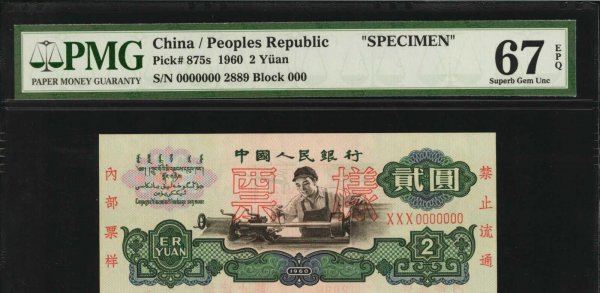 PMG
PAPER MONEY GUARANTY
China / Peoples Republic
"SPECIMEN"
Pick# 875s 1960 2 Yüan
S/N 0000000 2889 Block 000
67
EPQ
Superb Gem Unc
中國人民銀行
票樣
貳圓
XXX0000000
內部票樣
禁止流通
ER
YUAN
2
1960